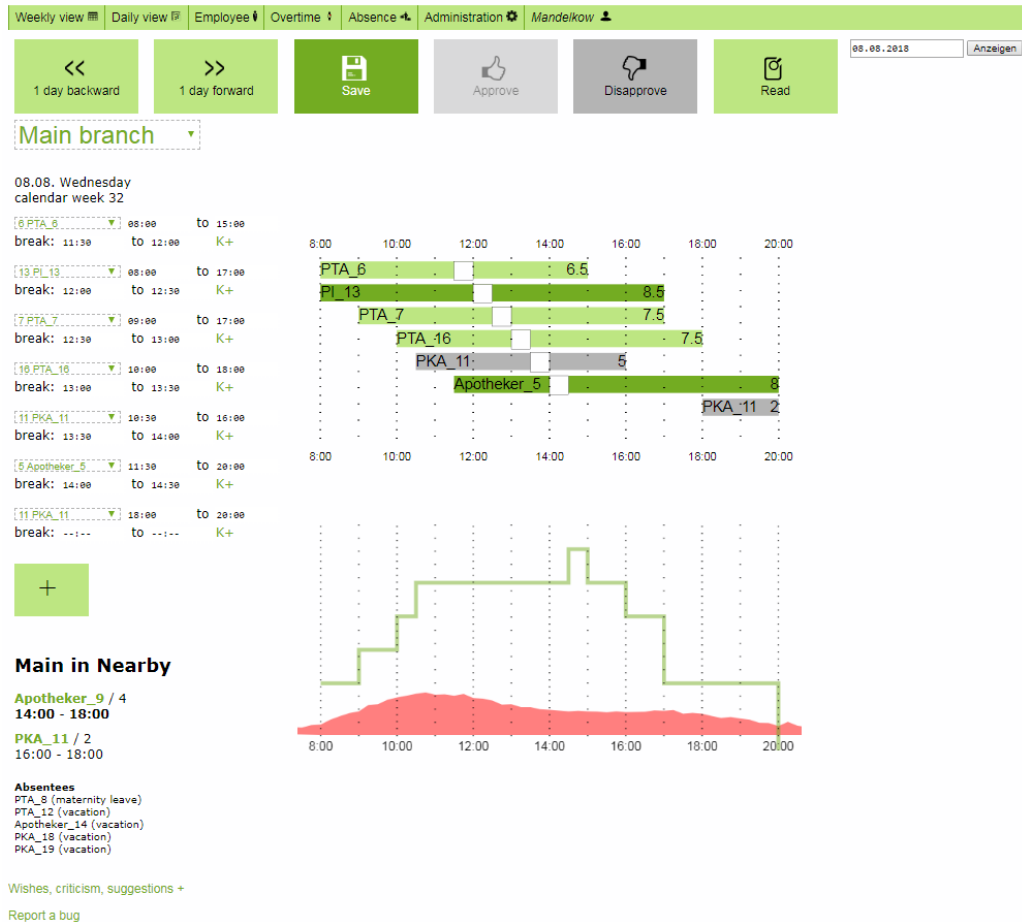 Weekly view Daily view Employee Overtime Absence Administration Mandelkow
<< >>
1 day backward 1 day forward Save Approve Disapprove Read
08.08.2018 Anzeigen
Main branch
08.08. Wednesday
calendar week 32
6 PTA_6 08:00 to 15:00
break: 11:30 to 12:00 K+
13 PI_13 08:00 to 17:00
break: 12:00 to 12:30 K+
7 PTA_7 09:00 to 17:00
break: 12:30 to 13:00 K+
16 PTA_16 10:00 to 18:00
break: 13:00 to 13:30 K+
11 PKA_11 10:30 to 16:00
break: 13:30 to 14:00 K+
5 Apotheker_5 11:30 to 20:00
break: 14:00 to 14:30 K+
11 PKA_11 18:00 to 20:00
break: --:-- to --:-- K+
+
8:00 10:00 12:00 14:00 16:00 18:00 20:00
PTA_6 6.5
PI_13 8.5
PTA_7 7.5
PTA_16 7.5
PKA_11 5
Apotheker_5 8
PKA_11 2
8:00 10:00 12:00 14:00 16:00 18:00 20:00
8:00 10:00 12:00 14:00 16:00 18:00 20:00
Main in Nearby
Apotheker_9 / 4
14:00 - 18:00
PKA_11 / 2
16:00 - 18:00
Absentees
PTA_8 (maternity leave)
PTA_12 (vacation)
Apotheker_14 (vacation)
PKA_18 (vacation)
PKA_19 (vacation)
Wishes, criticism, suggestions +
Report a bug